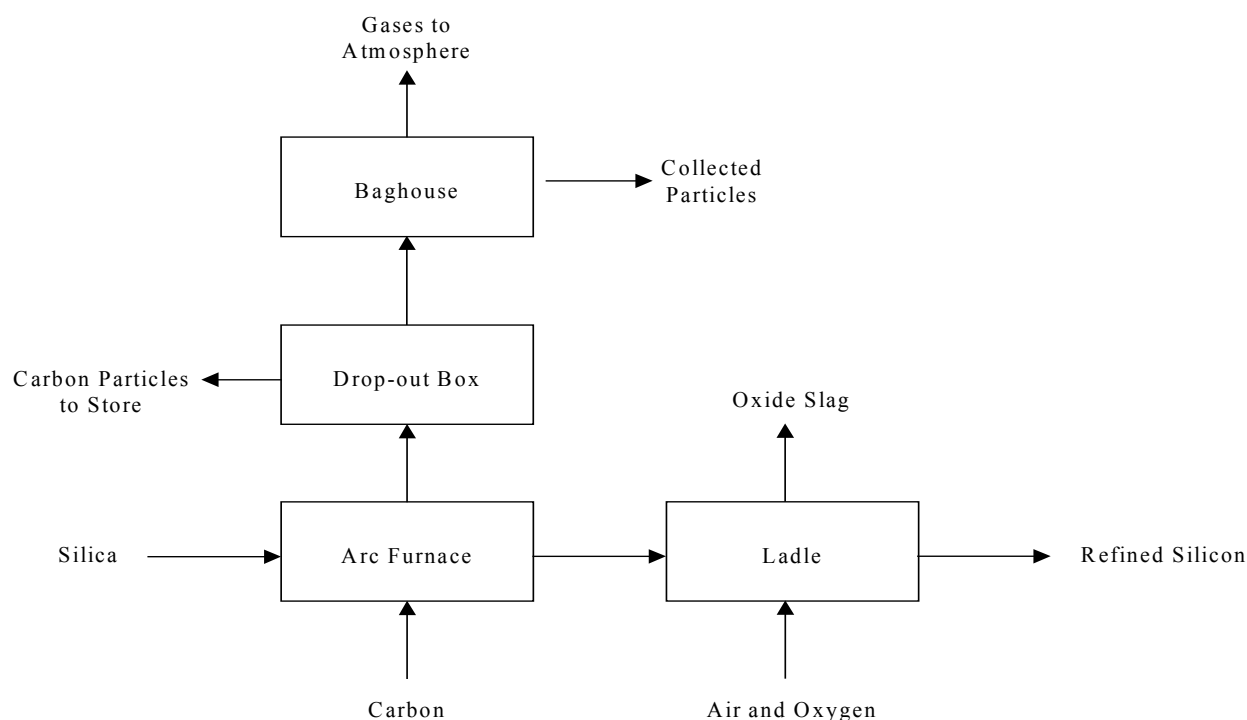 Gases to
Atmosphere
Baghouse
Collected
Particles
Carbon Particles
to Store
Drop-out Box
Oxide Slag
Silica
Arc Furnace
Ladle
Refined Silicon
Carbon
Air and Oxygen